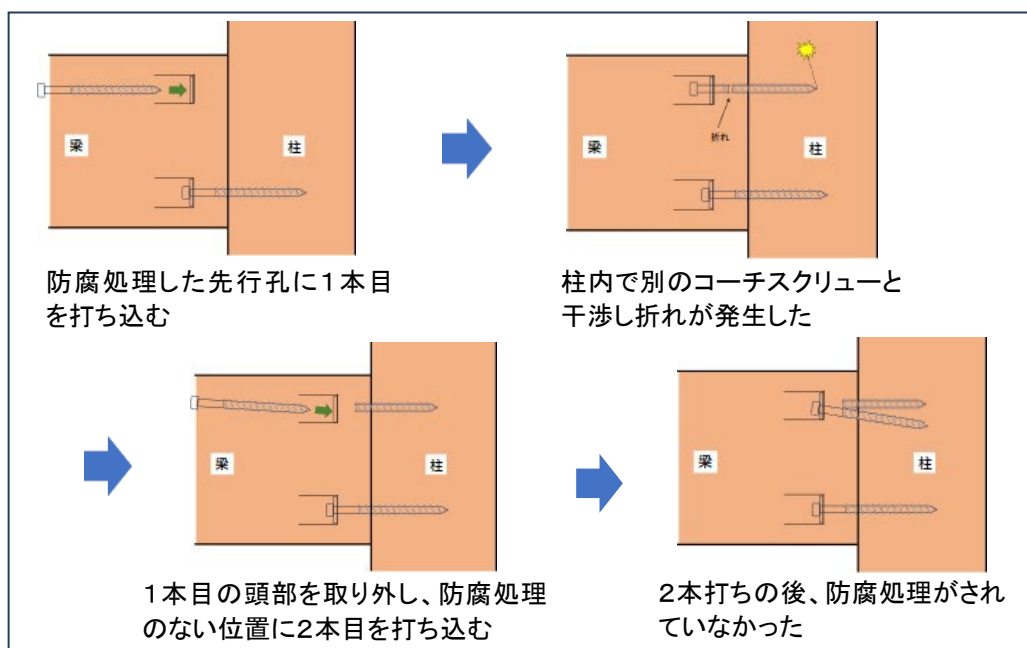 梁
柱
防腐処理した先行孔に1本目
を打ち込む
折れ
梁
柱
柱内で別のコーチスクリューと
干渉し折れが発生した
梁
柱
1本目の頭部を取り外し、防腐処理
のない位置に2本目を打ち込む
梁
柱
2本打ちの後、防腐処理がされ
ていなかった